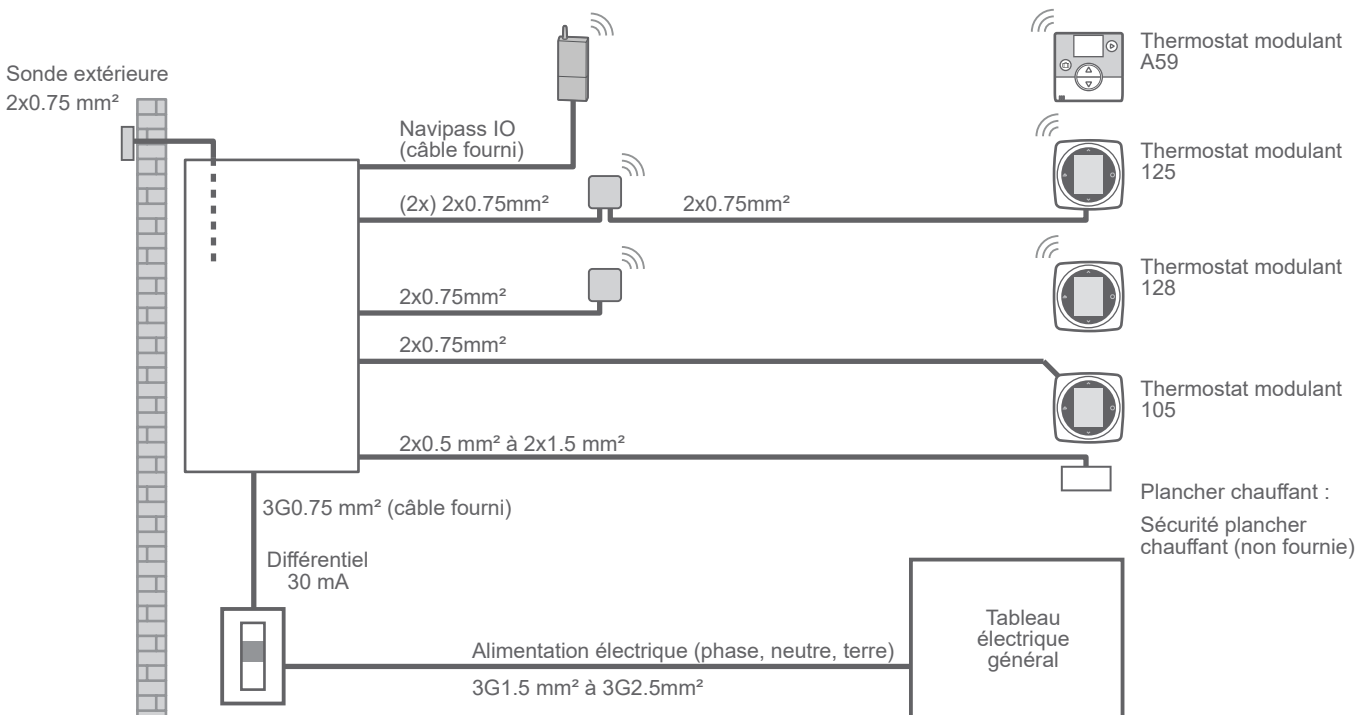 Sonde extérieure
2x0.75 mm²
Navipass IO
(câble fourni)
Thermostat modulant
A59
(2x) 2x0.75mm²
2x0.75mm²
Thermostat modulant
125
2x0.75mm²
Thermostat modulant
128
2x0.75mm²
Thermostat modulant
105
2x0.5 mm² à 2x1.5 mm²
Plancher chauffant :
Sécurité plancher
chauffant (non fournie)
3G0.75 mm² (câble fourni)
Différentiel
30 mA
Alimentation électrique (phase, neutre, terre)
3G1.5 mm² à 3G2.5mm²
Tableau
électrique
général